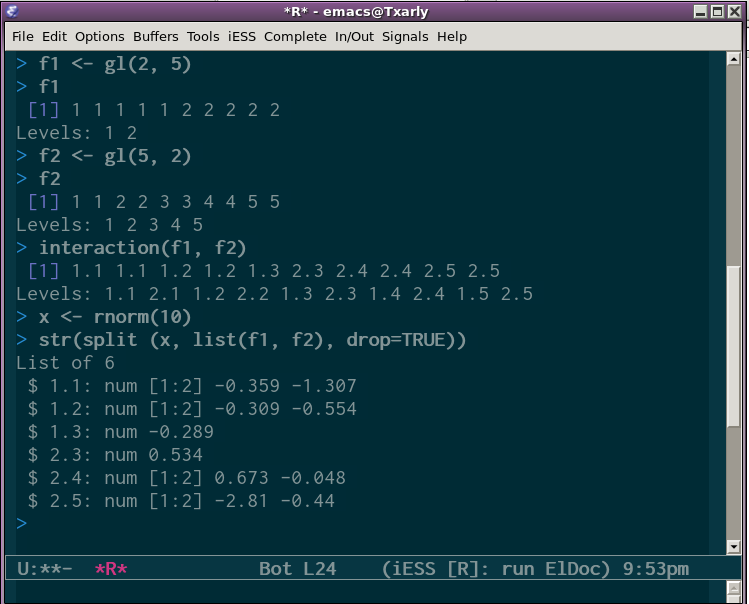 *R* - emacs@Txarly
File Edit Options Buffers Tools iESS Complete In/Out Signals Help
> f1 <- gl(2, 5)
> f1
[1] 1 1 1 1 1 2 2 2 2 2
Levels: 1 2
> f2 <- gl(5, 2)
> f2
[1] 1 1 2 2 3 3 4 4 5 5
Levels: 1 2 3 4 5
> interaction(f1, f2)
[1] 1.1 1.1 1.2 1.2 1.3 2.3 2.4 2.4 2.5 2.5
Levels: 1.1 2.1 1.2 2.2 1.3 2.3 1.4 2.4 1.5 2.5
> x <- rnorm(10)
> str(split (x, list(f1, f2), drop=TRUE))
List of 6
$ 1.1: num [1:2] -0.359 -1.307
$ 1.2: num [1:2] -0.309 -0.554
$ 1.3: num -0.289
$ 2.3: num 0.534
$ 2.4: num [1:2] 0.673 -0.048
$ 2.5: num [1:2] -2.81 -0.44
>
U:**- *R* Bot L24 (iESS [R]: run ElDoc) 9:53pm